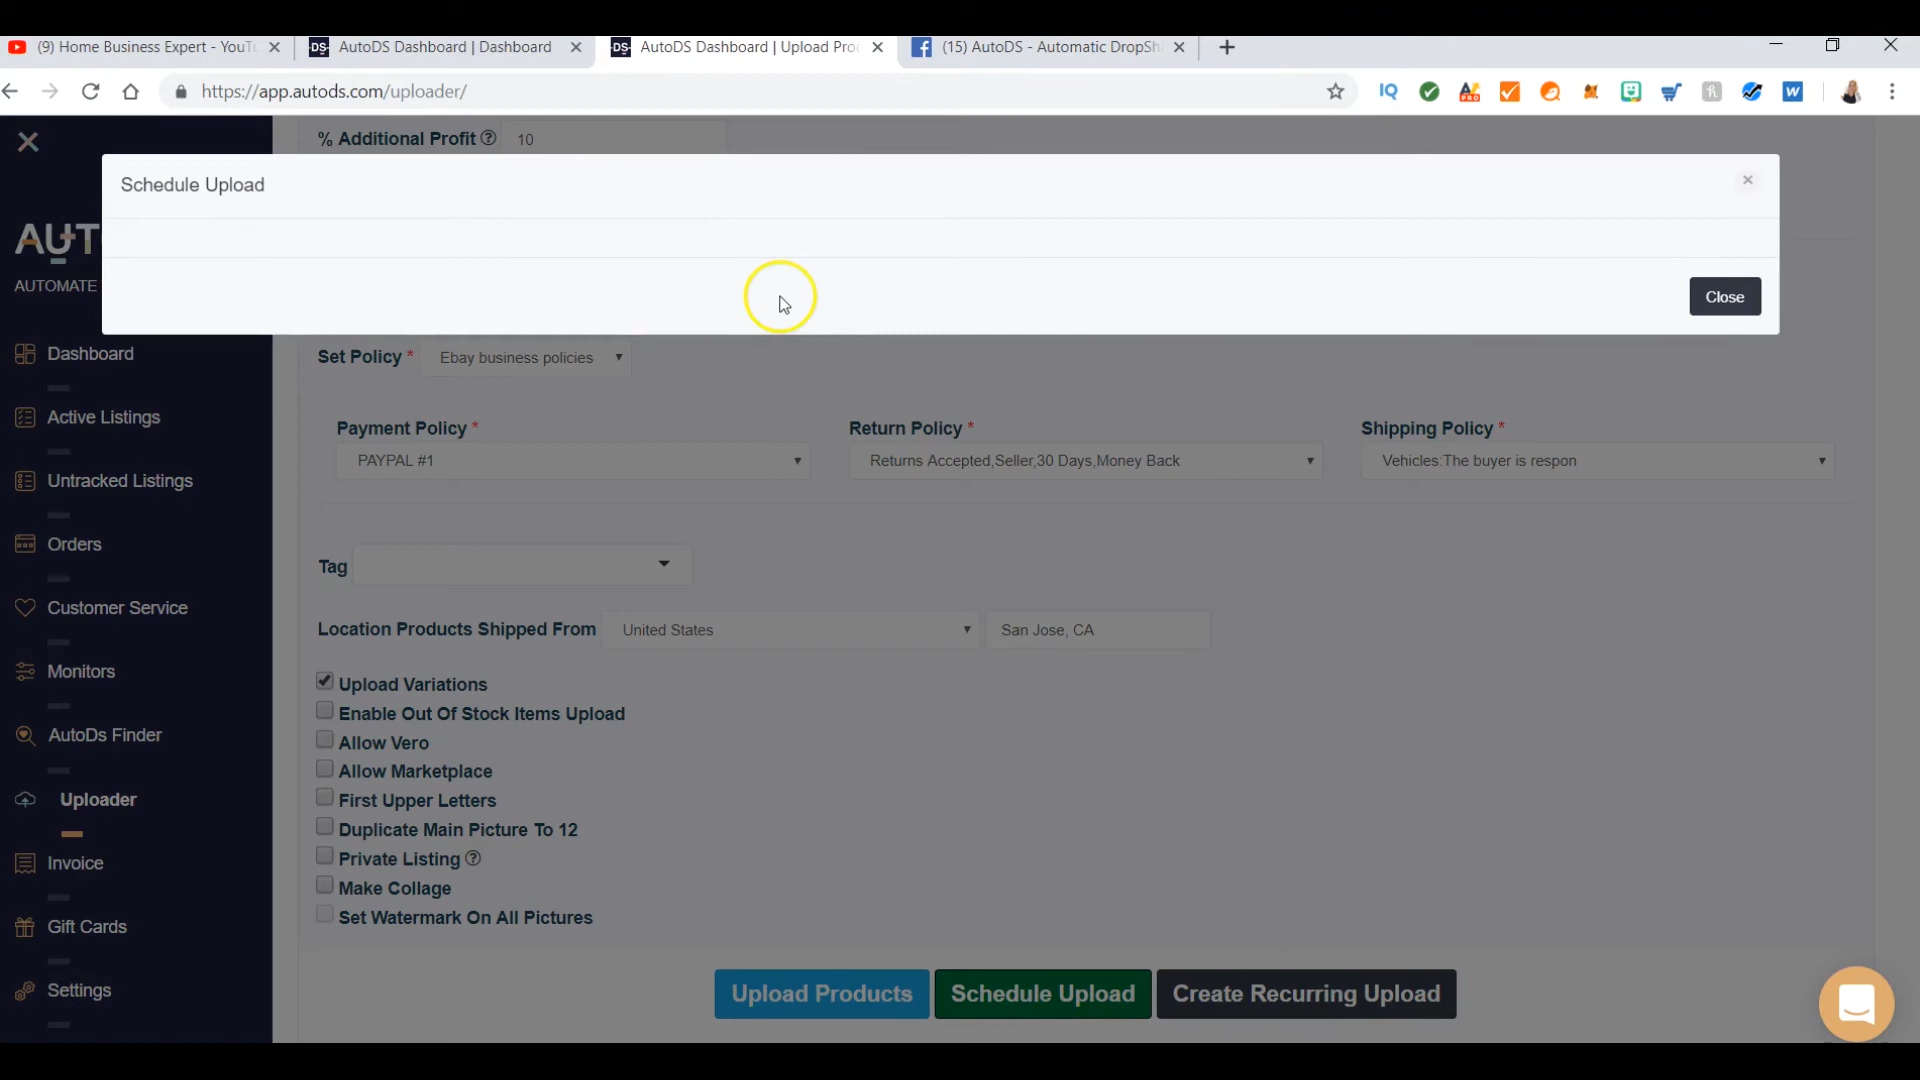 (9) Home Business Expert - YouT
AutoDS Dashboard | Dashboard
AutoDS Dashboard | Upload Proc
(15) AutoDS - Automatic DropSh
https://app.autods.com/uploader/
% Additional Profit ? 10
Schedule Upload
Close
AUT
AUTOMATE
Dashboard
Active Listings
Untracked Listings
Orders
Customer Service
Monitors
AutoDs Finder
Uploader
Invoice
Gift Cards
Settings
Set Policy * Ebay business policies
Payment Policy *
PAYPAL #1
Return Policy *
Returns Accepted,Seller,30 Days,Money Back
Shipping Policy *
Vehicles:The buyer is respon
Tag
Location Products Shipped From United States San Jose, CA
Upload Variations
Enable Out Of Stock Items Upload
Allow Vero
Allow Marketplace
First Upper Letters
Duplicate Main Picture To 12
Private Listing ?
Make Collage
Set Watermark On All Pictures
Upload Products
Schedule Upload
Create Recurring Upload